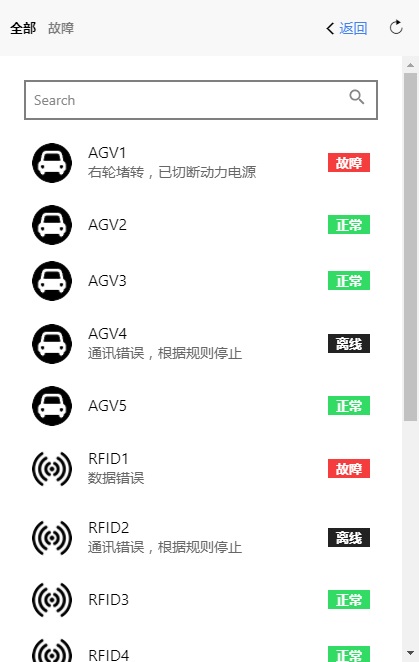 全部 故障 返回
Search
AGV1
右轮堵转，已切断动力电源
故障
AGV2 正常
AGV3 正常
AGV4
通讯错误，根据规则停止
离线
AGV5 正常
RFID1
数据错误
故障
RFID2
通讯错误，根据规则停止
离线
RFID3 正常
RFID4 正常